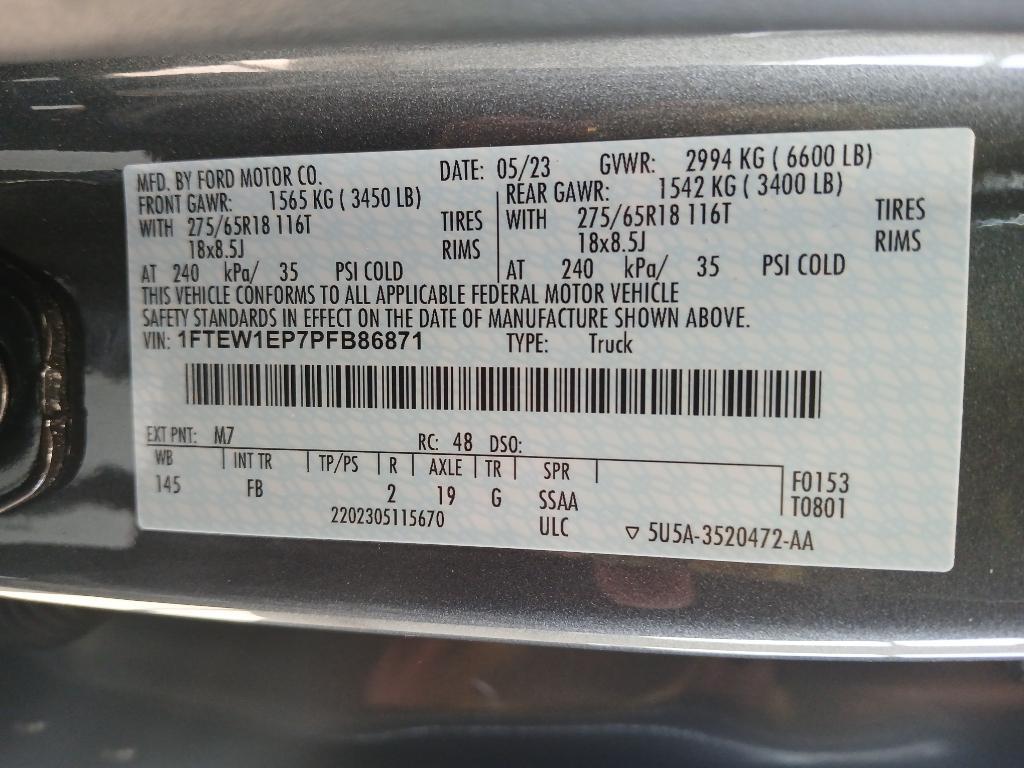 MFD. BY FORD MOTOR CO. DATE: 05/23 GVWR: 2994 KG ( 6600 LB)
FRONT GAWR: 1565 KG ( 3450 LB) REAR GAWR: 1542 KG ( 3400 LB)
WITH 275/65R18 116T TIRES WITH 275/65R18 116T TIRES
18x8.5J RIMS 18x8.5J RIMS
AT 240 kPa/ 35 PSI COLD AT 240 kPa/ 35 PSI COLD
THIS VEHICLE CONFORMS TO ALL APPLICABLE FEDERAL MOTOR VEHICLE
SAFETY STANDARDS IN EFFECT ON THE DATE OF MANUFACTURE SHOWN ABOVE.
VIN: 1FTEW1EP7PFB86871 TYPE: Truck
EXT PNT: M7 RC: 48 DSO:
WB INT TR TP/PS R AXLE TR SPR F0153
145 FB 2 19 G SSAA T0801
2202305115670 ULC ▽ 5U5A-3520472-AA